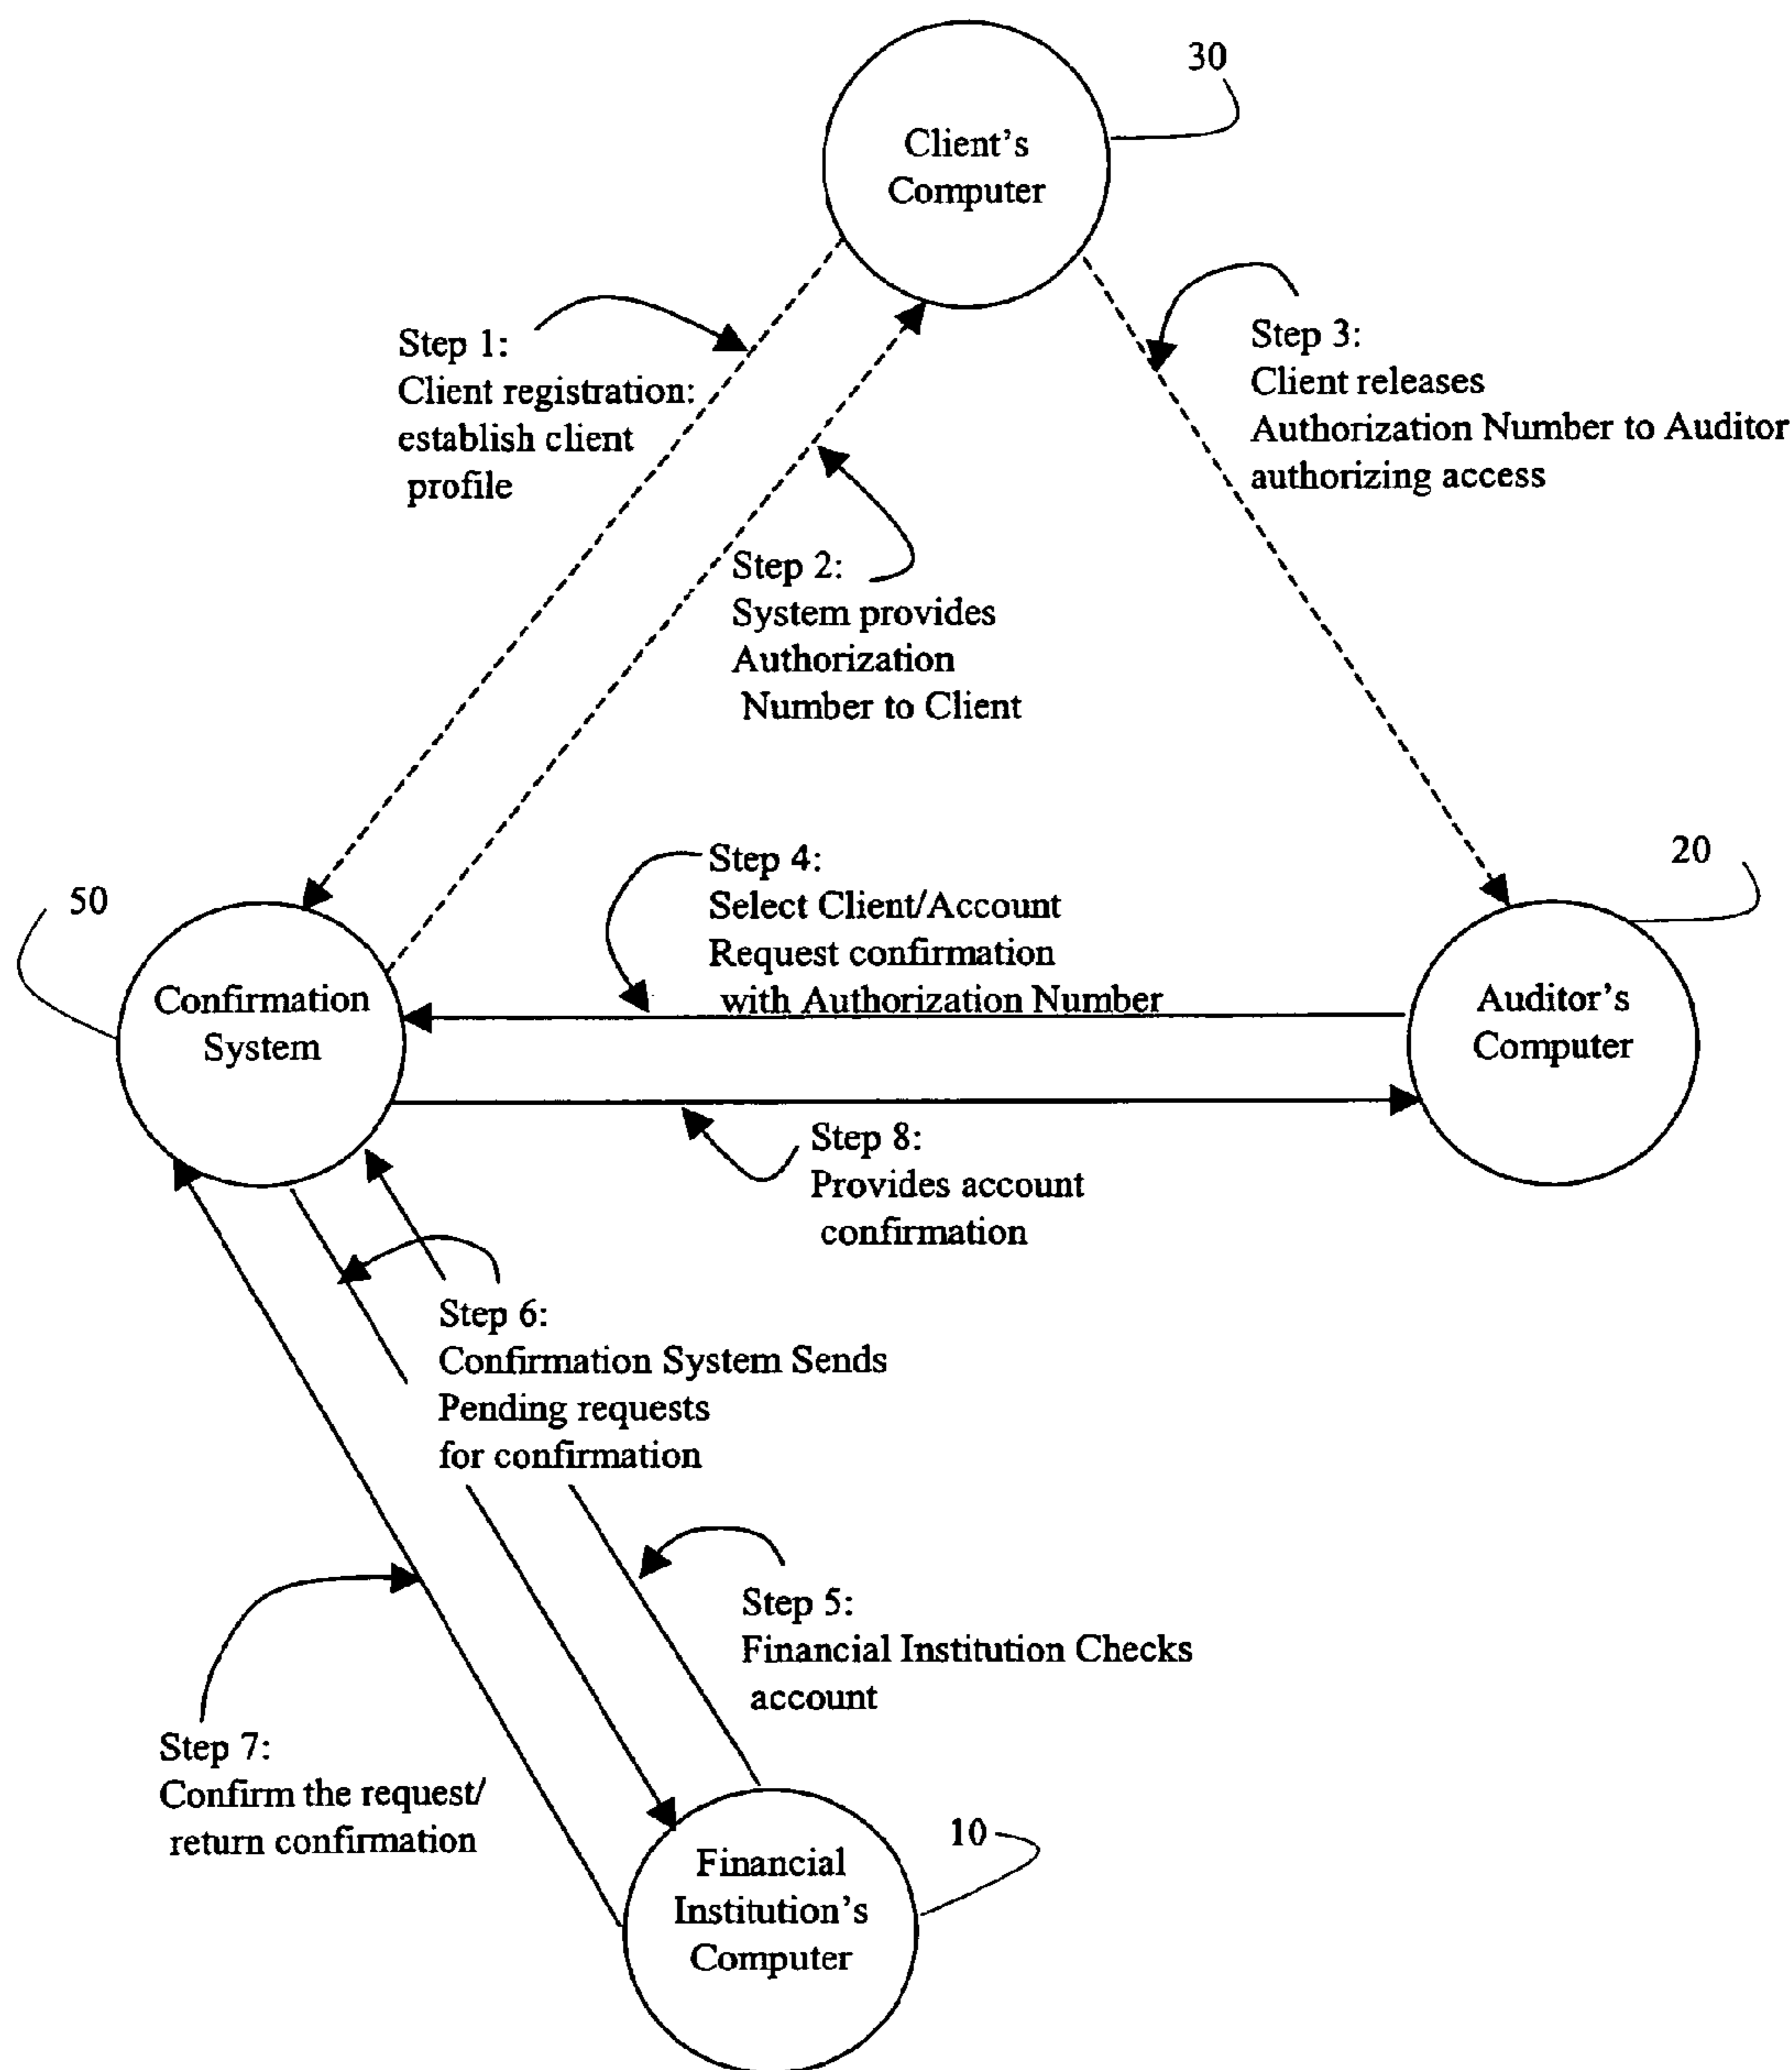 30
Client's
Computer
Step 1:
Client registration:
establish client
profile
Step 3:
Client releases
Authorization Number to Auditor
authorizing access
Step 2:
System provides
Authorization
Number to Client
Step 4:
Select Client/Account
Request confirmation
with Authorization Number
20
50
Confirmation
System
Auditor's
Computer
Step 8:
Provides account
confirmation
Step 6:
Confirmation System Sends
Pending requests
for confirmation
Step 5:
Financial Institution Checks
account
Step 7:
Confirm the request/
return confirmation
10
Financial
Institution's
Computer